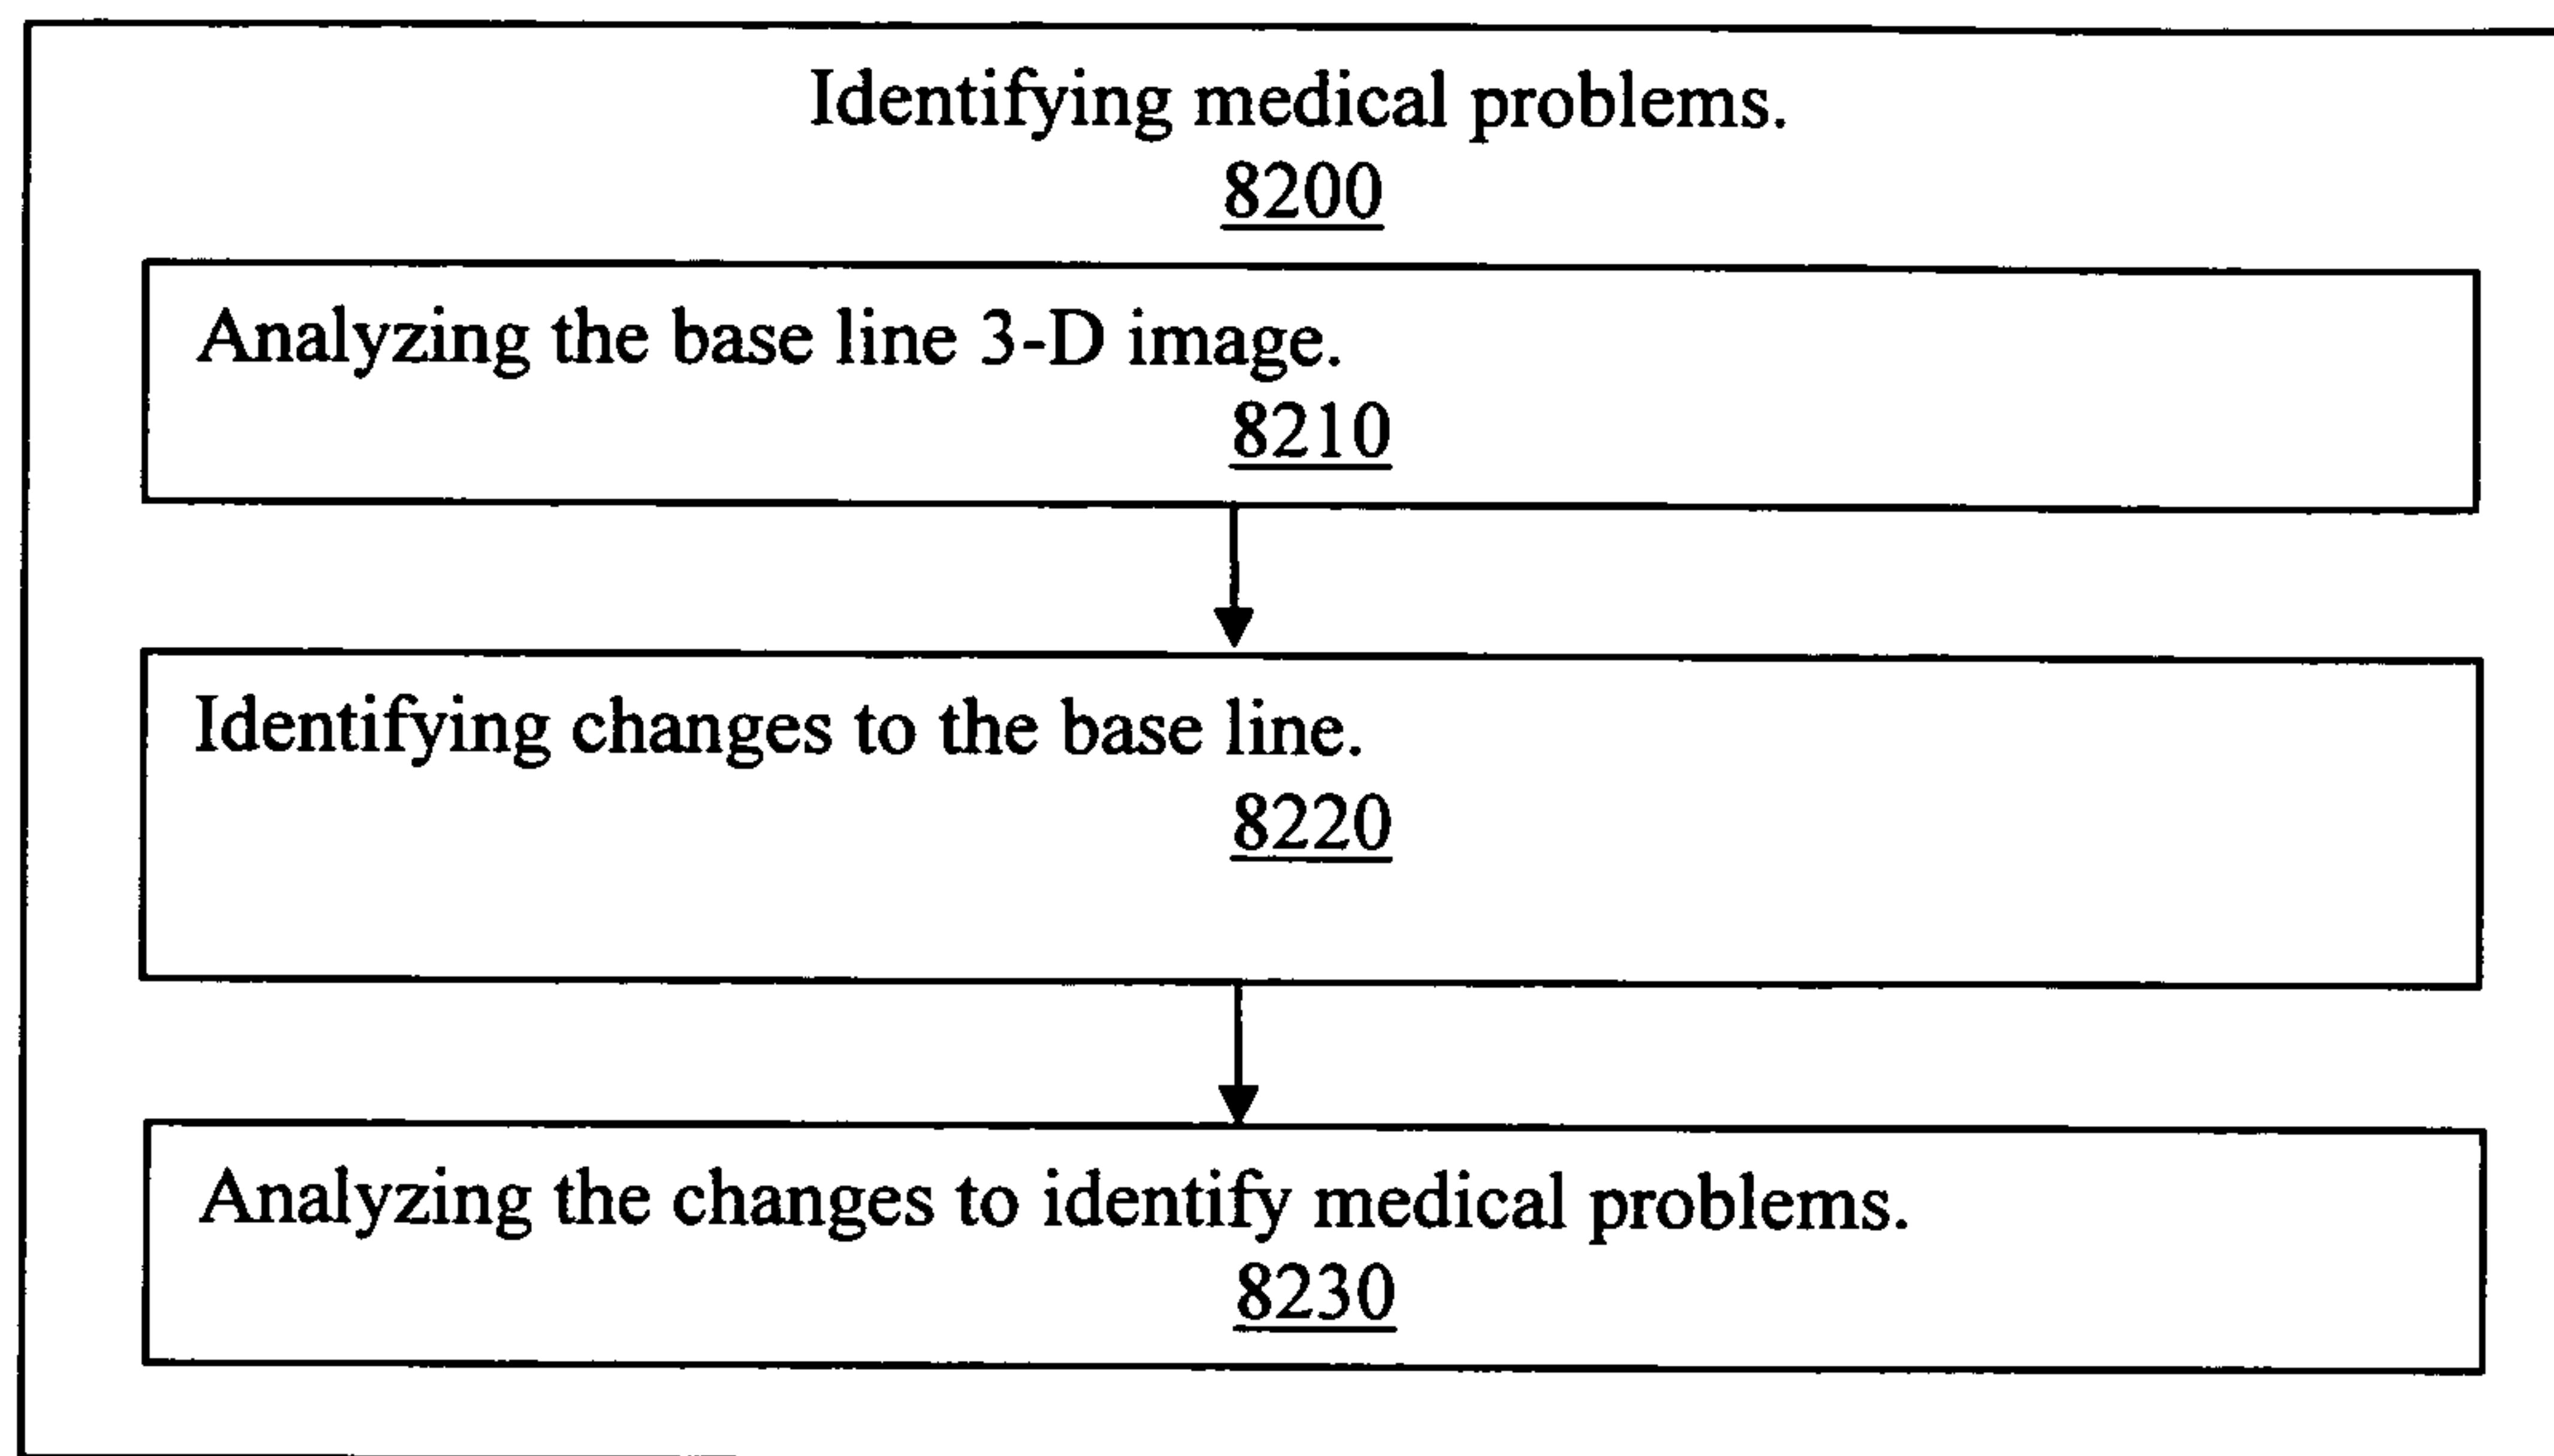 Identifying medical problems.
8200
Analyzing the base line 3-D image.
8210
Identifying changes to the base line.
8220
Analyzing the changes to identify medical problems.
8230